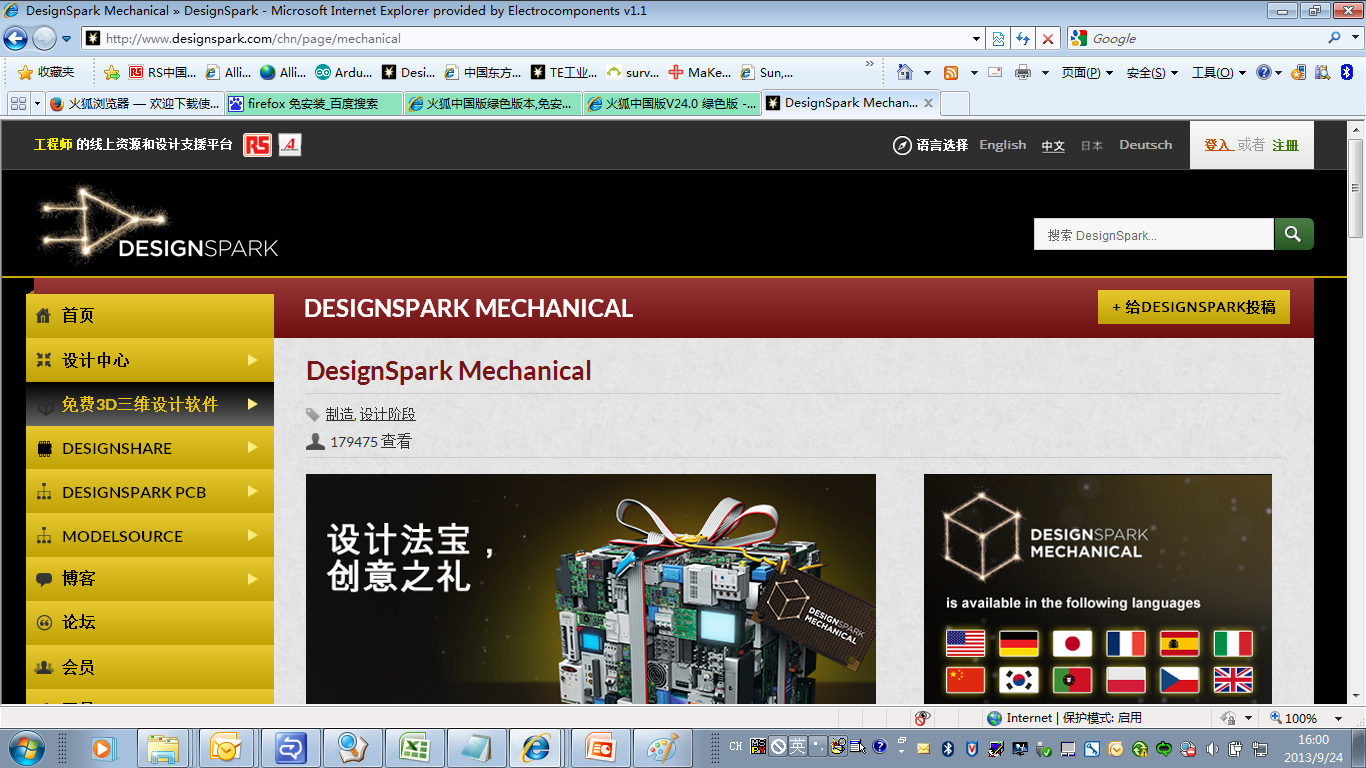 DesignSpark Mechanical » DesignSpark - Microsoft Internet Explorer provided by Electrocomponents v1.1
http://www.designspark.com/chn/page/mechanical
Google
收藏夹 RS中国... Alli... Alli... Ardu... Desi... 中国东方... TE工业... surv... MaKe... Sun,... » 页面(P) 安全(S) 工具(O)
火狐浏览器 — 欢迎下载使... firefox 免安装_百度搜索 火狐中国版绿色版本,免安... 火狐中国版V24.0 绿色版 -... DesignSpark Mechan...
工程师 的线上资源和设计支援平台 RS A 语言选择 English 中文 日本 Deutsch 登入 或者 注册
DESIGNSPARK
搜索 DesignSpark...
首页
设计中心
免费3D三维设计软件
DESIGNSHARE
DESIGNSPARK PCB
MODELSOURCE
博客
论坛
会员
DESIGNSPARK MECHANICAL
+ 给DESIGNSPARK投稿
DesignSpark Mechanical
制造, 设计阶段
179475 查看
设计法宝，
创意之礼
DESIGNSPARK
MECHANICAL
DESIGNSPARK
MECHANICAL
is available in the following languages
Internet | 保护模式: 启用 100%
CH 英 16:00
2013/9/24